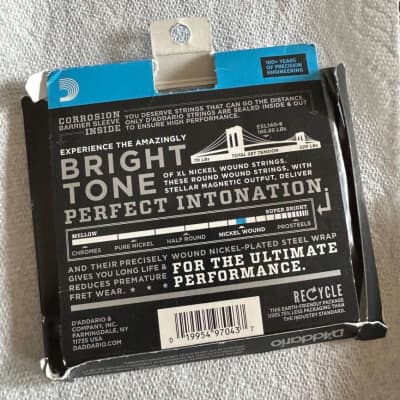 100+ YEARS
OF PRECISION
ENGINEERING
CORROSION
BARRIER SLEEVE
INSIDE
YOU DESERVE STRINGS THAT CAN GO THE DISTANCE.
ONLY D'ADDARIO STRINGS ARE SEALED INSIDE & OUT
TO ENSURE HIGH PERFORMANCE.
EXPERIENCE THE AMAZINGLY
BRIGHT
TONE
TOTAL SET TENSION
OF XL NICKEL WOUND STRINGS.
THESE ROUND WOUND STRINGS, WITH
STELLAR MAGNETIC OUTPUT, DELIVER
PERFECT INTONATION.
MELLOW
SUPER BRIGHT
CHROMES
PURE NICKEL
HALF ROUND
NICKEL WOUND
PROSTEELS
AND THEIR PRECISELY WOUND NICKEL-PLATED STEEL WRAP
GIVES YOU LONG LIFE &
REDUCES PREMATURE
FRET WEAR.
FOR THE ULTIMATE
PERFORMANCE.
D'ADDARIO &
COMPANY, INC.
FARMINGDALE, NY
11735 USA
DADDARIO.COM
D 19954 97043 T
RECYCLE
THIS EARTH-FRIENDLY PACKAGE
USES 75% LESS PACKAGING THAN
THE INDUSTRY STANDARD.
D'Addario